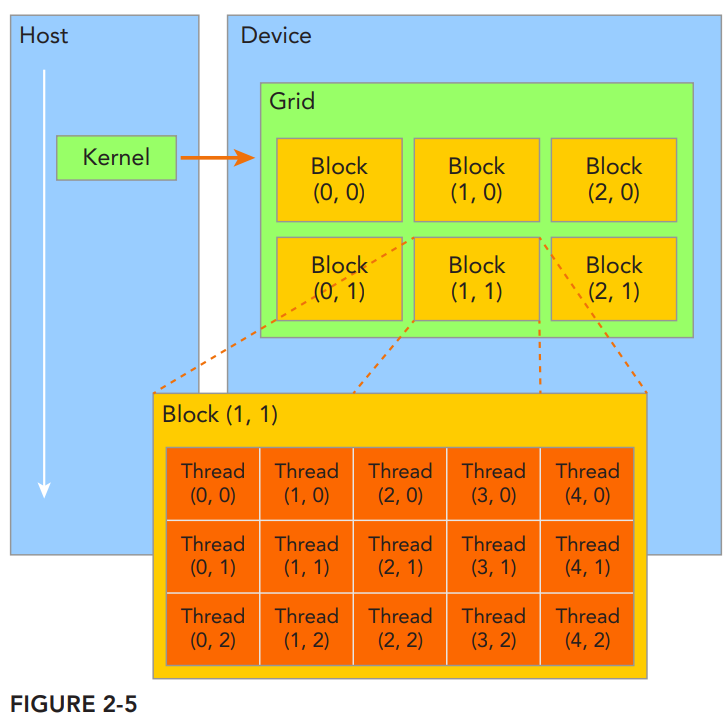 Host
Device
Grid
Kernel
Block
(0, 0)
Block
(1, 0)
Block
(2, 0)
Block
(0, 1)
Block
(1, 1)
Block
(2, 1)
Block (1, 1)
Thread
(0, 0)
Thread
(1, 0)
Thread
(2, 0)
Thread
(3, 0)
Thread
(4, 0)
Thread
(0, 1)
Thread
(1, 1)
Thread
(2, 1)
Thread
(3, 1)
Thread
(4, 1)
Thread
(0, 2)
Thread
(1, 2)
Thread
(2, 2)
Thread
(3, 2)
Thread
(4, 2)
FIGURE 2-5